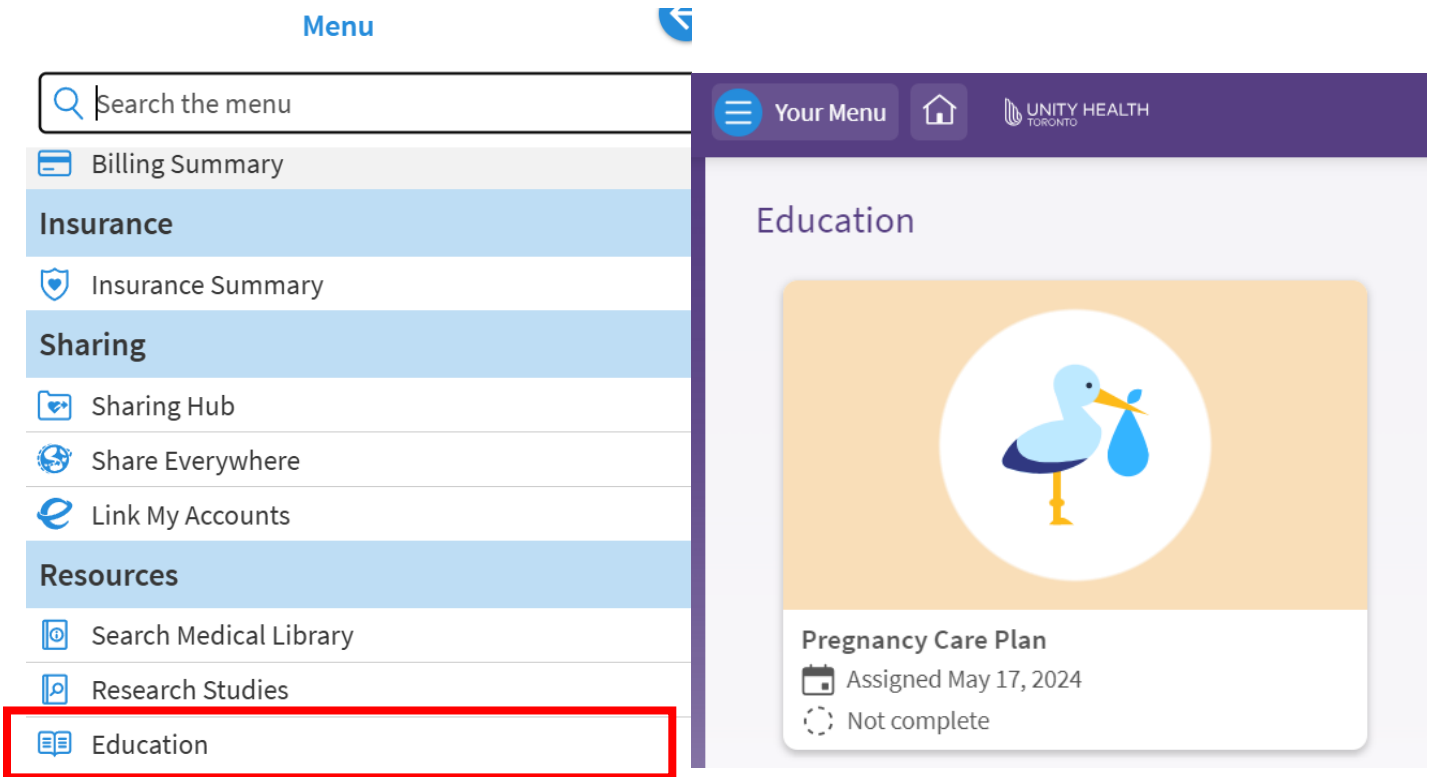 Menu
Search the menu
Billing Summary
Insurance
Insurance Summary
Sharing
Sharing Hub
Share Everywhere
Link My Accounts
Resources
Search Medical Library
Research Studies
Education
Your Menu
UNITY HEALTH
TORONTO
Education
Pregnancy Care Plan
Assigned May 17, 2024
Not complete